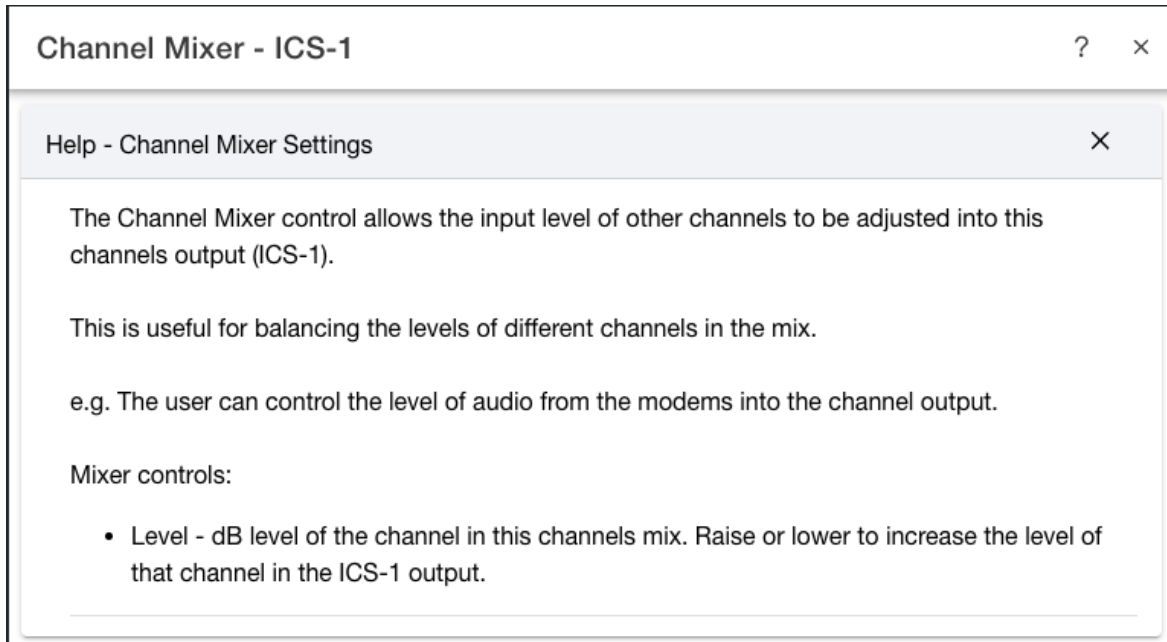 Channel Mixer - ICS-1 ? ×
Help - Channel Mixer Settings ×
The Channel Mixer control allows the input level of other channels to be adjusted into this
channels output (ICS-1).
This is useful for balancing the levels of different channels in the mix.
e.g. The user can control the level of audio from the modems into the channel output.
Mixer controls:
• Level - dB level of the channel in this channels mix. Raise or lower to increase the level of
that channel in the ICS-1 output.